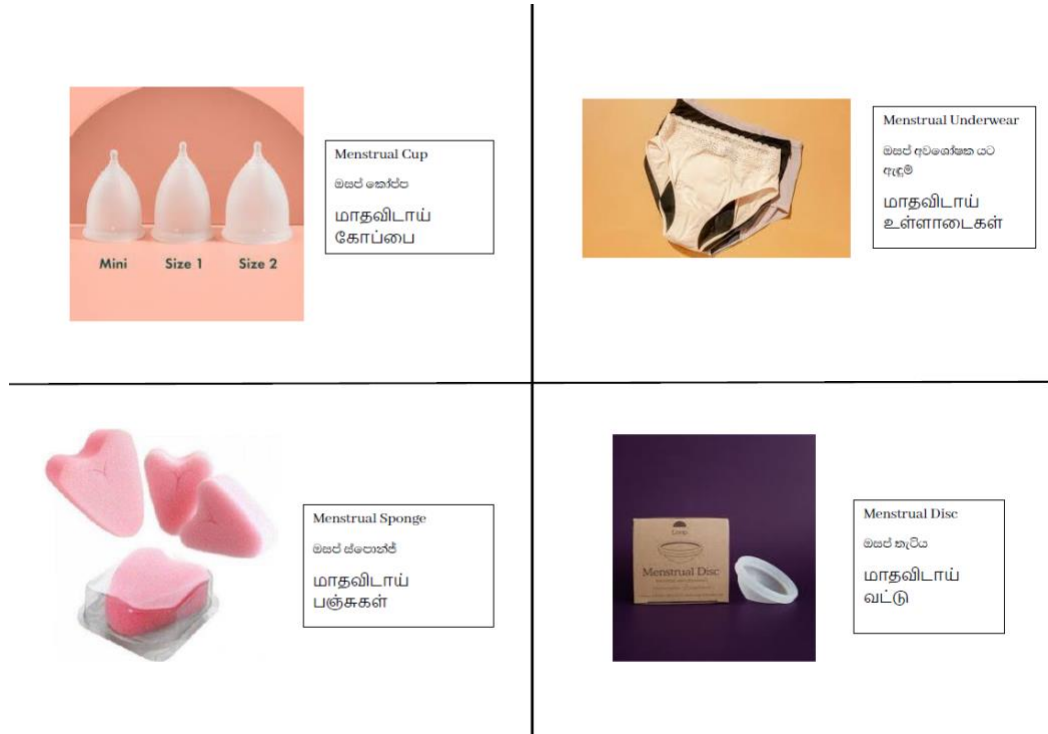 Mini Size 1 Size 2
Menstrual Cup
ඔසප් කෝප්ප
மாதவிடாய்
கோப்பை
Menstrual Underwear
ඔසප් අවශෝෂක යට
ඇඳුම්
மாதவிடாய்
உள்ளாடைகள்
Menstrual Sponge
ඔසප් ස්පොන්ජ්
மாதவிடாய்
பஞ்சுகள்
Menstrual Disc
Menstrual Disc
ඔසප් තැටිය
மாதவிடாய்
வட்டு